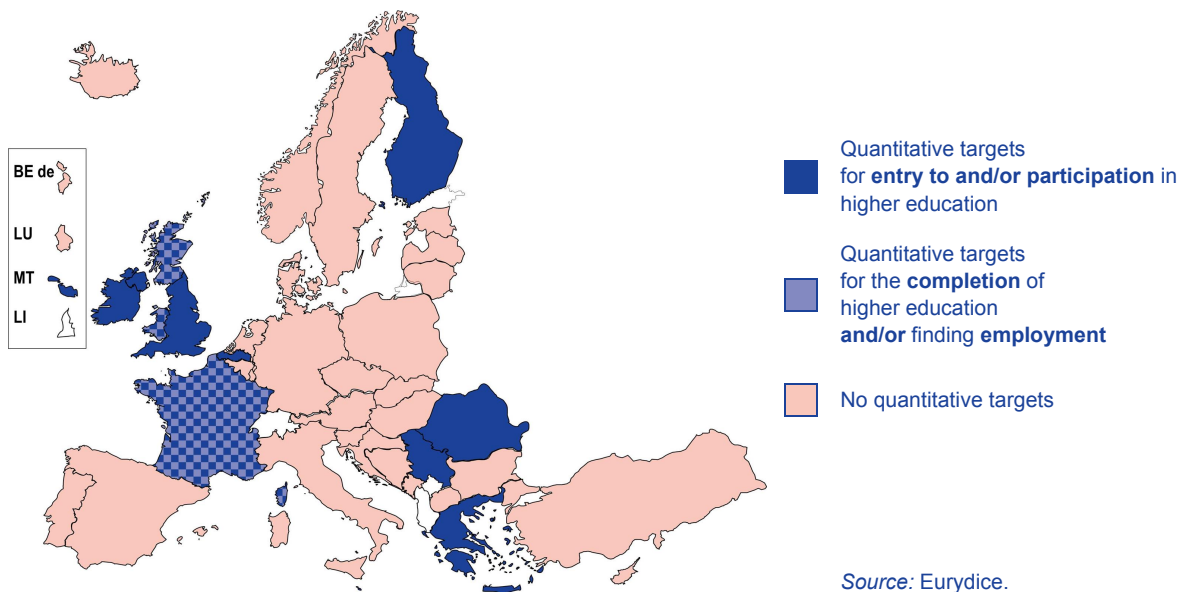 BE de
LU
MT
LI
Quantitative targets
for entry to and/or participation in
higher education
Quantitative targets
for the completion of
higher education
and/or finding employment
No quantitative targets
Source: Eurydice.